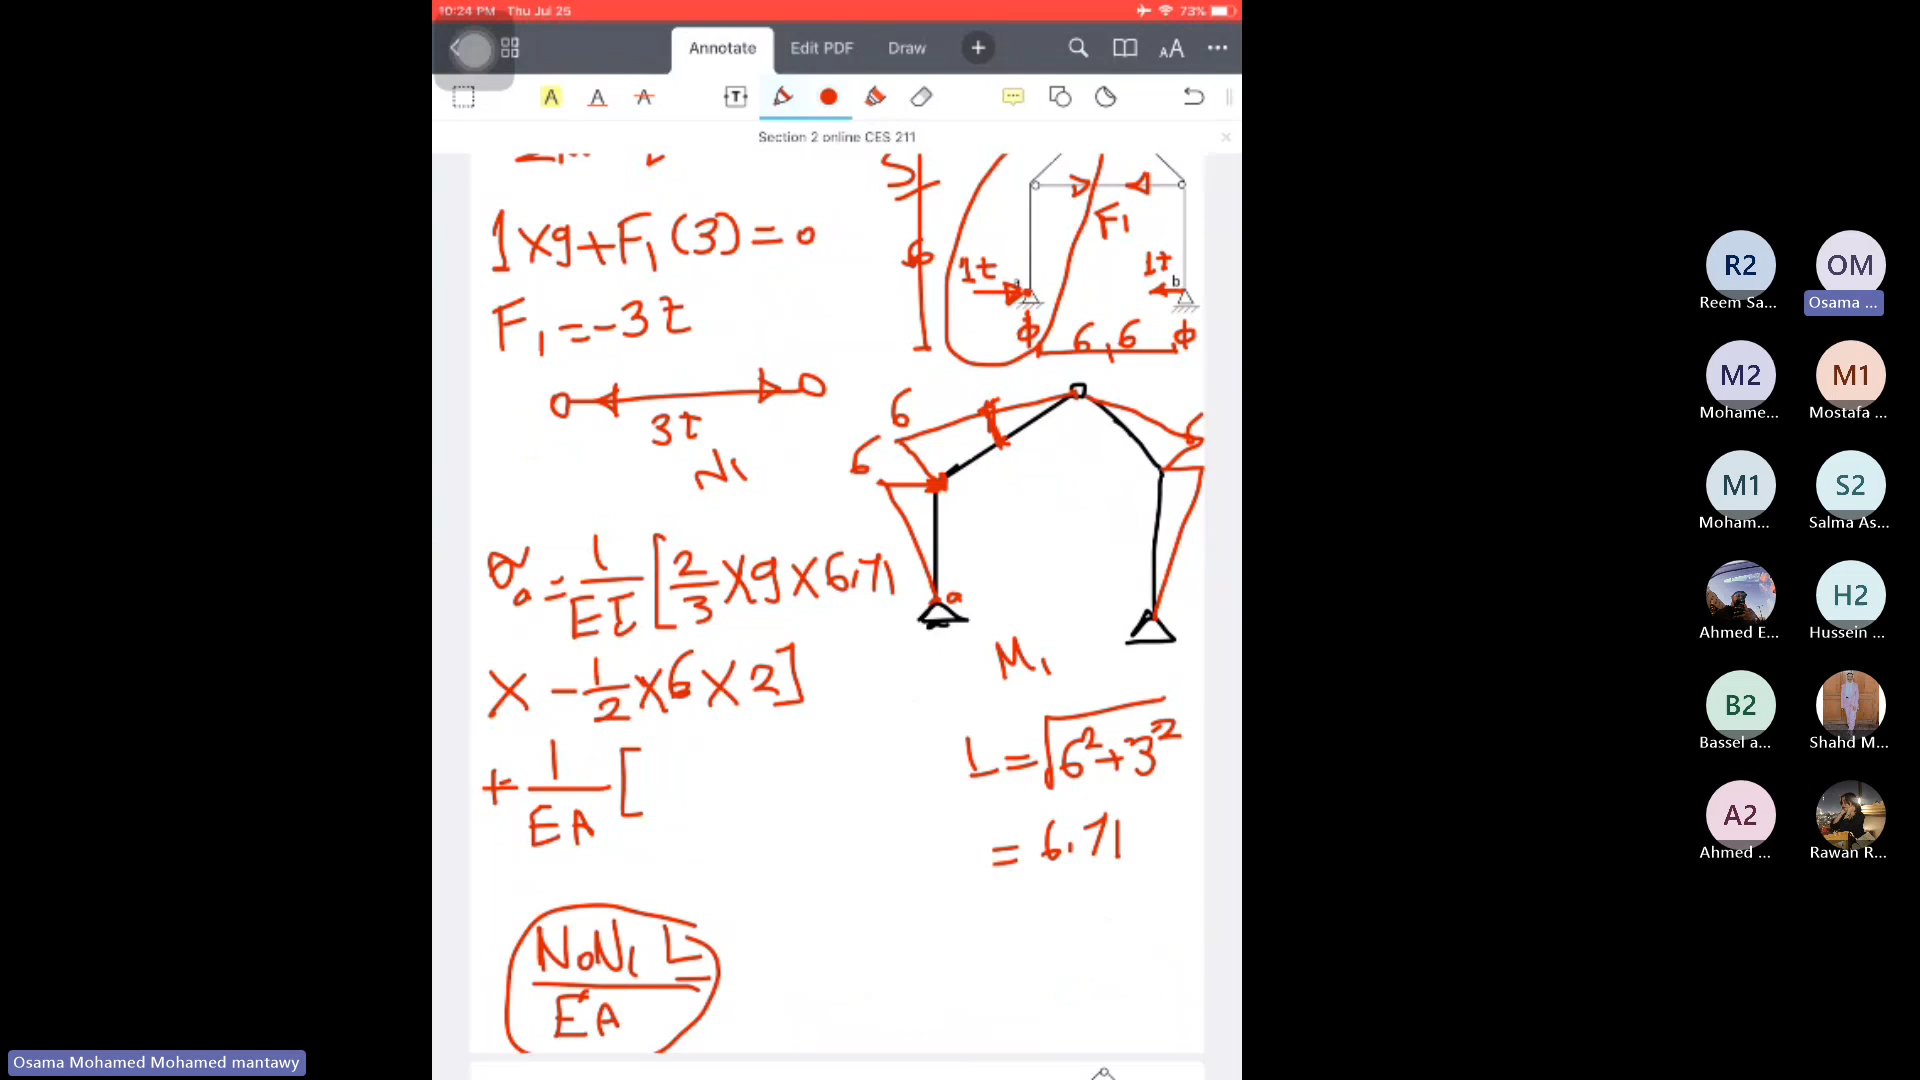 10:24 PM Thu Jul 25
73%
Annotate
Edit PDF
Draw
Section 2 online CES 211
1×9+F1(3)=0
F1=-3t
3t
N1
6
F1
1t
a
1t
b
6, 6
6
6
6
a
M1
a = 1/EI [2/3 × 9 × 6.71
× - 1/2 × 6 × 2]
+ 1/EA [
L = √6²+3²
= 6.71
N0N1 L
EA
R2
Reem Sa...
OM
Osama ...
M2
Mohame...
M1
Mostafa ...
M1
Moham...
S2
Salma As...
Ahmed E...
H2
Hussein ...
B2
Bassel a...
Shahd M...
A2
Ahmed ...
Rawan R...
Osama Mohamed Mohamed mantawy